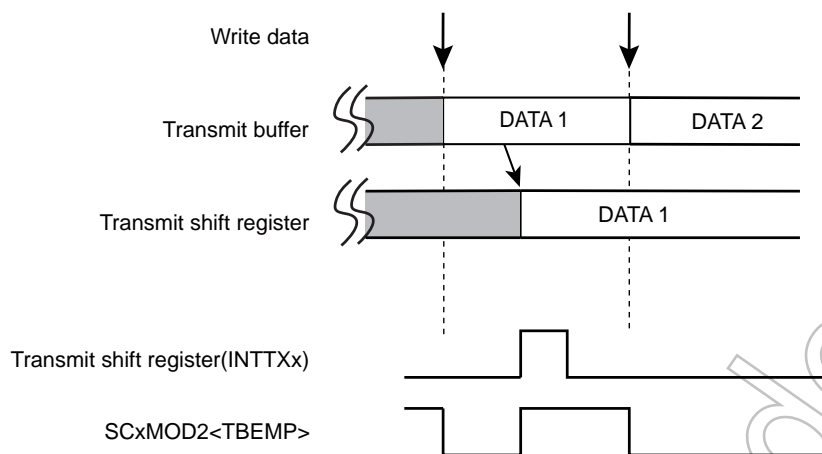 Write data
Transmit buffer
DATA 1
DATA 2
Transmit shift register
DATA 1
Transmit shift register(INTTXx)
SCxMOD2<TBEMP>